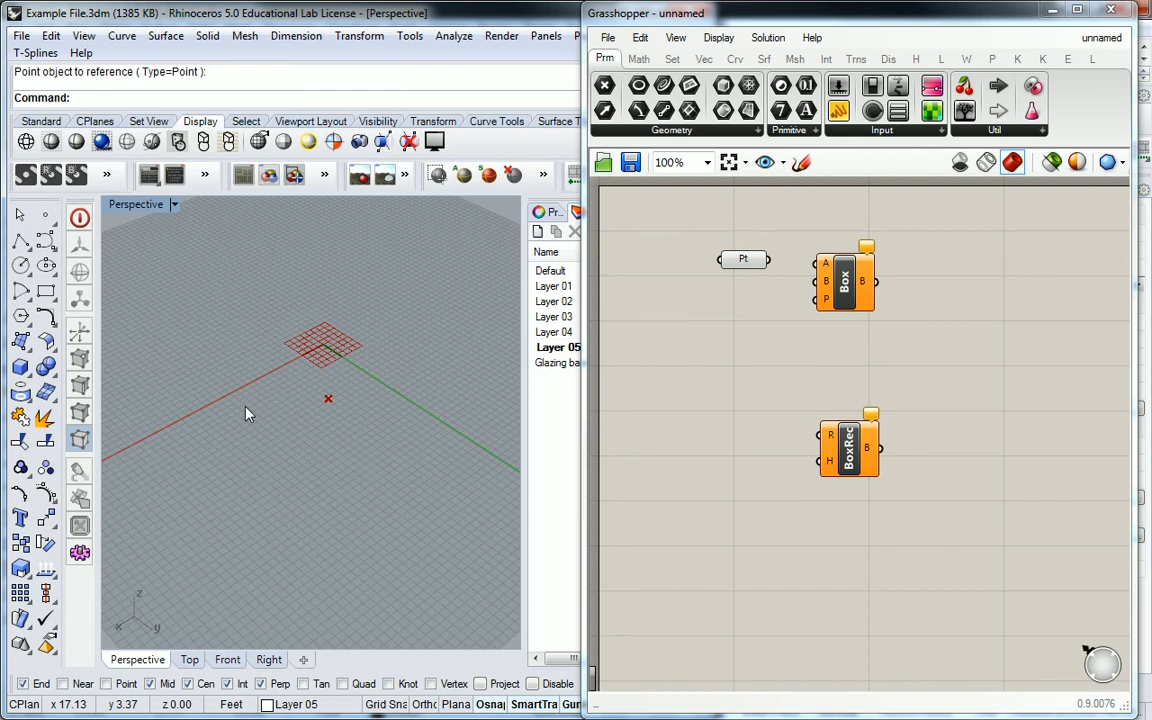 Example File.3dm (1385 KB) - Rhinoceros 5.0 Educational Lab License - [Perspective]
File Edit View Curve Surface Solid Mesh Dimension Transform Tools Analyze Render Panels
T-Splines Help
Point object to reference ( Type=Point ):
Command:
Standard CPlanes Set View Display Select Viewport Layout Visibility Transform Curve Tools Surface T
Perspective
Pr...
Name
Default
Layer 01
Layer 02
Layer 03
Layer 04
Layer 05
Glazing ba
z
x
y
Perspective Top Front Right
End Near Point Mid Cen Int Perp Tan Quad Knot Vertex Project Disable
CPlan x 17.13 y 3.37 z 0.00 Feet Layer 05 Grid Snap Ortho Plana Osnap SmartTra Gum
Grasshopper - unnamed
File Edit View Display Solution Help unnamed
Prm Math Set Vec Crv Srf Msh Int Trns Dis H L W P K K E L
Geometry Primitive Input Util
100%
Pt
A
B
P
Box
B
R
H
BoxRec
B
0.9.0076